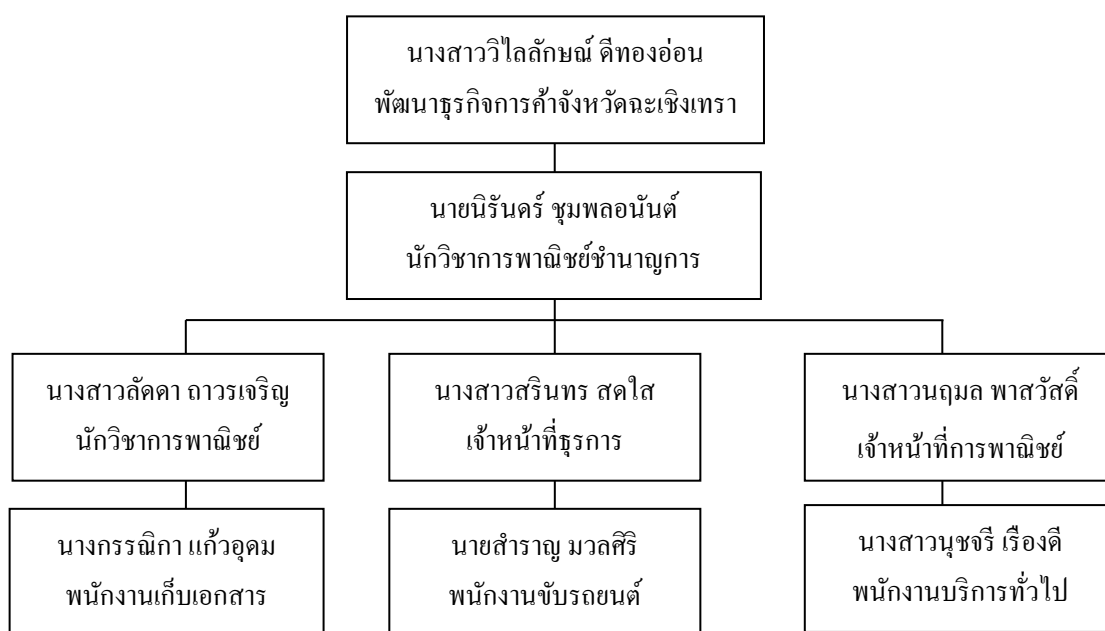 นางสาววิไลลักษณ์ ดีทองอ่อน
พัฒนาธุรกิจการค้าจังหวัดฉะเชิงเทรา
นายนิรันดร์ ชุมพลอนันต์
นักวิชาการพาณิชย์ชำนาญการ
นางสาวลัดดา ถาวรเจริญ
นักวิชาการพาณิชย์
นางสาวสรินทร สดใส
เจ้าหน้าที่ธุรการ
นางสาวนฤมล พาสวัสดิ์
เจ้าหน้าที่การพาณิชย์
นางกรรณิกา แก้วอุดม
พนักงานเก็บเอกสาร
นายสำราญ มวลศิริ
พนักงานขับรถยนต์
นางสาวนุชจรี เรืองดี
พนักงานบริการทั่วไป